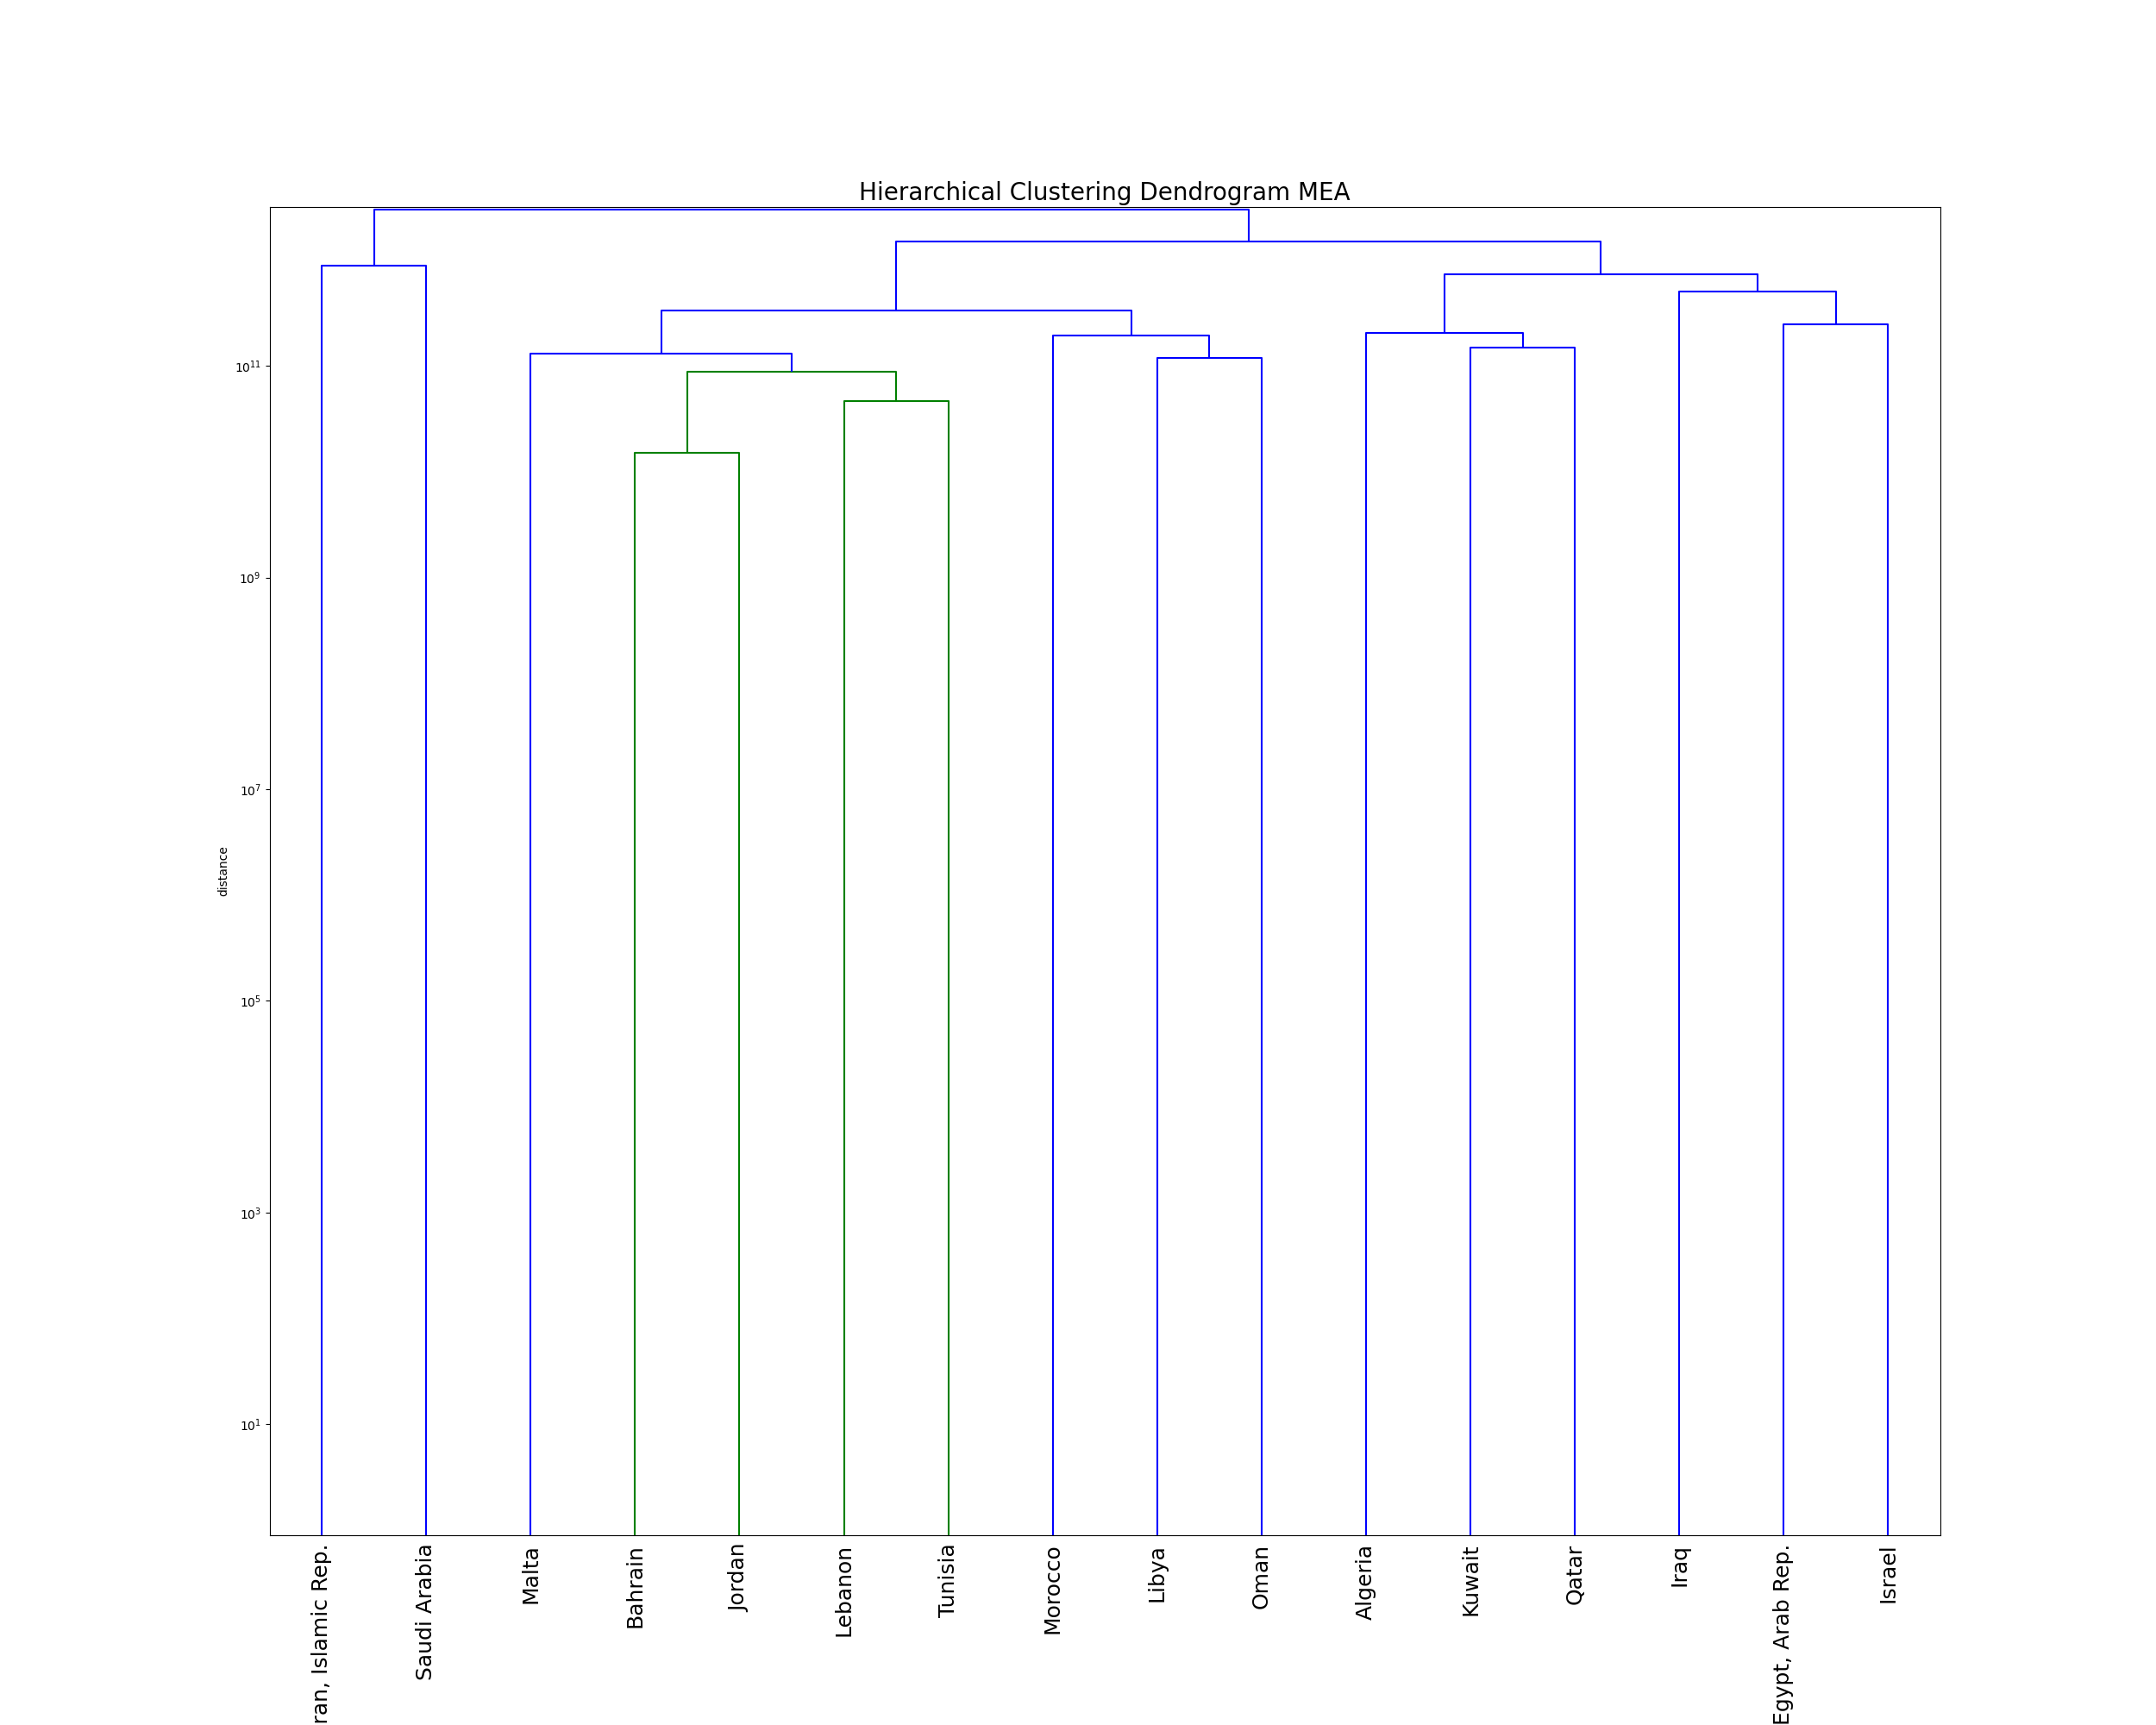 Hierarchical Clustering Dendrogram MEA
10¹¹
10⁹
10⁷
10⁵
10³
10¹
distance
ran, Islamic Rep.
Saudi Arabia
Malta
Bahrain
Jordan
Lebanon
Tunisia
Morocco
Libya
Oman
Algeria
Kuwait
Qatar
Iraq
Egypt, Arab Rep.
Israel